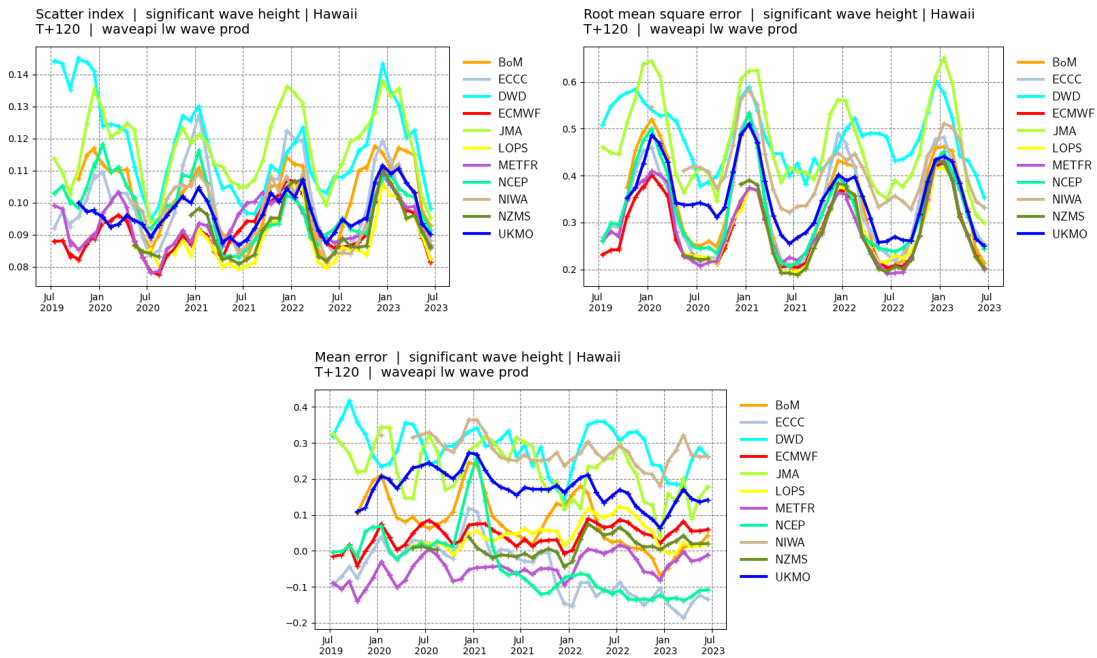 Scatter index | significant wave height | Hawaii
T+120 | waveapi lw wave prod
0.14
0.13
0.12
0.11
0.10
0.09
0.08
Jul 2019
Jan 2020
Jul 2020
Jan 2021
Jul 2021
Jan 2022
Jul 2022
Jan 2023
Jul 2023
BoM
ECCC
DWD
ECMWF
JMA
LOPS
METFR
NCEP
NIWA
NZMS
UKMO
Root mean square error | significant wave height | Hawaii
T+120 | waveapi lw wave prod
0.6
0.5
0.4
0.3
0.2
Jul 2019
Jan 2020
Jul 2020
Jan 2021
Jul 2021
Jan 2022
Jul 2022
Jan 2023
Jul 2023
BoM
ECCC
DWD
ECMWF
JMA
LOPS
METFR
NCEP
NIWA
NZMS
UKMO
Mean error | significant wave height | Hawaii
T+120 | waveapi lw wave prod
0.4
0.3
0.2
0.1
0.0
−0.1
−0.2
Jul 2019
Jan 2020
Jul 2020
Jan 2021
Jul 2021
Jan 2022
Jul 2022
Jan 2023
Jul 2023
BoM
ECCC
DWD
ECMWF
JMA
LOPS
METFR
NCEP
NIWA
NZMS
UKMO